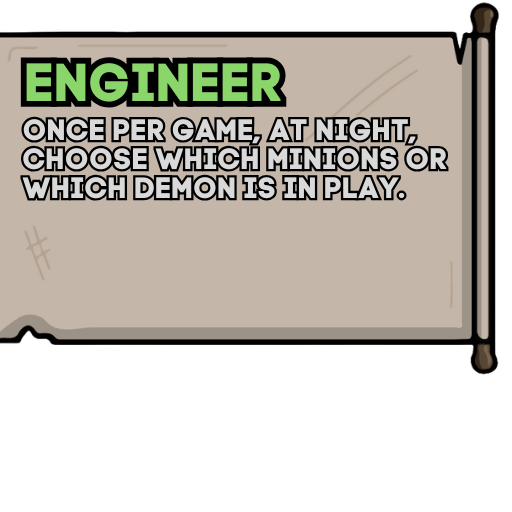 ENGINEER
ONCE PER GAME, AT NIGHT,
CHOOSE WHICH MINIONS OR
WHICH DEMON IS IN PLAY.